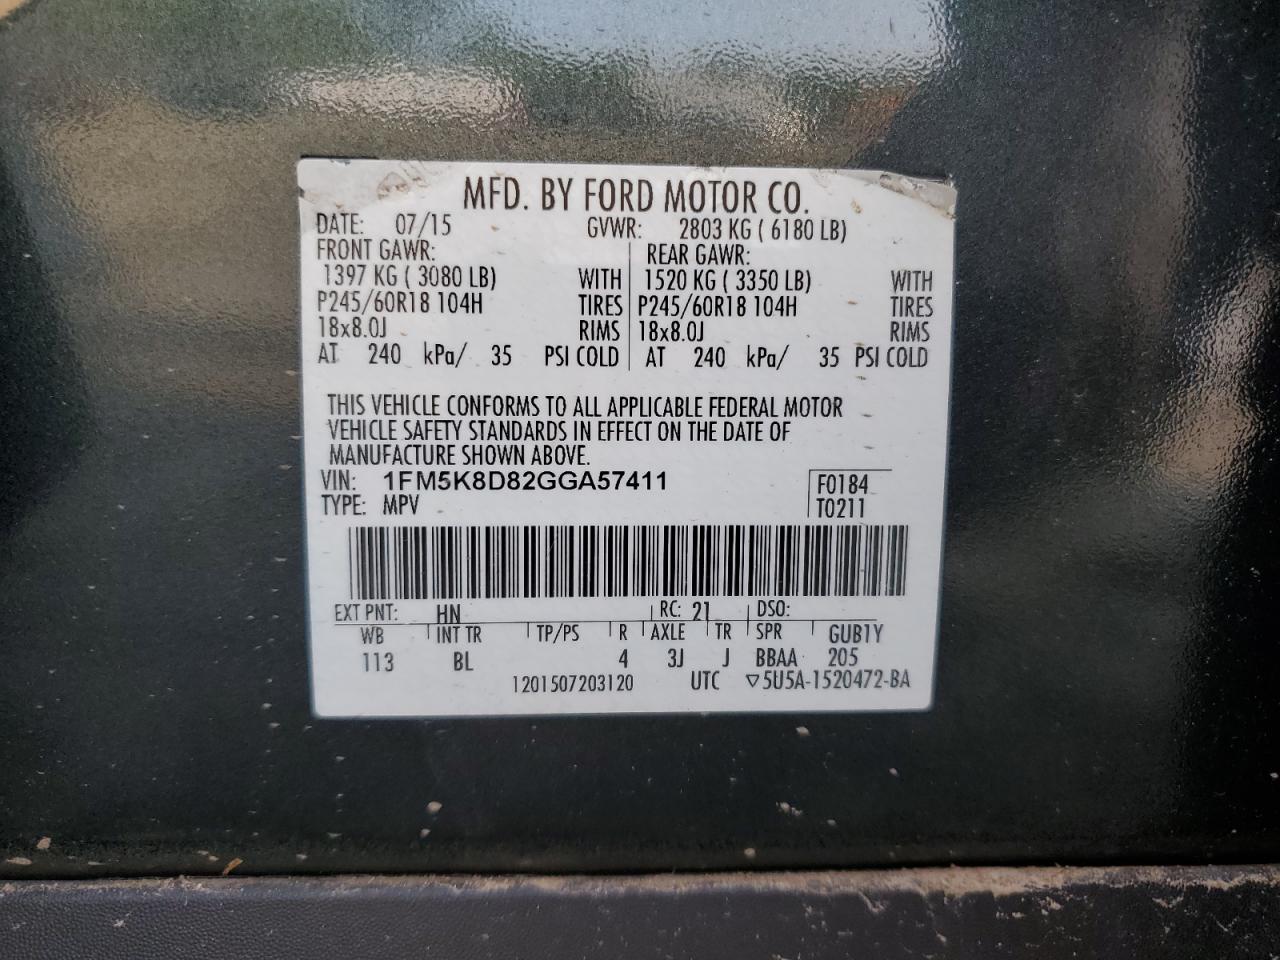 MFD. BY FORD MOTOR CO.
DATE: 07/15 GVWR: 2803 KG ( 6180 LB)
FRONT GAWR: REAR GAWR:
1397 KG ( 3080 LB) WITH 1520 KG ( 3350 LB) WITH
P245/60R18 104H TIRES P245/60R18 104H TIRES
18x8.0J RIMS 18x8.0J RIMS
AT 240 kPa/ 35 PSI COLD AT 240 kPa/ 35 PSI COLD
THIS VEHICLE CONFORMS TO ALL APPLICABLE FEDERAL MOTOR
VEHICLE SAFETY STANDARDS IN EFFECT ON THE DATE OF
MANUFACTURE SHOWN ABOVE.
VIN: 1FM5K8D82GGA57411 F0184
TYPE: MPV T0211
EXT PNT: HN RC: 21 DSO:
WB INT TR TP/PS R AXLE TR SPR GUB1Y
113 BL 4 3J J BBAA 205
1201507203120 UTC ▽5U5A-1520472-BA